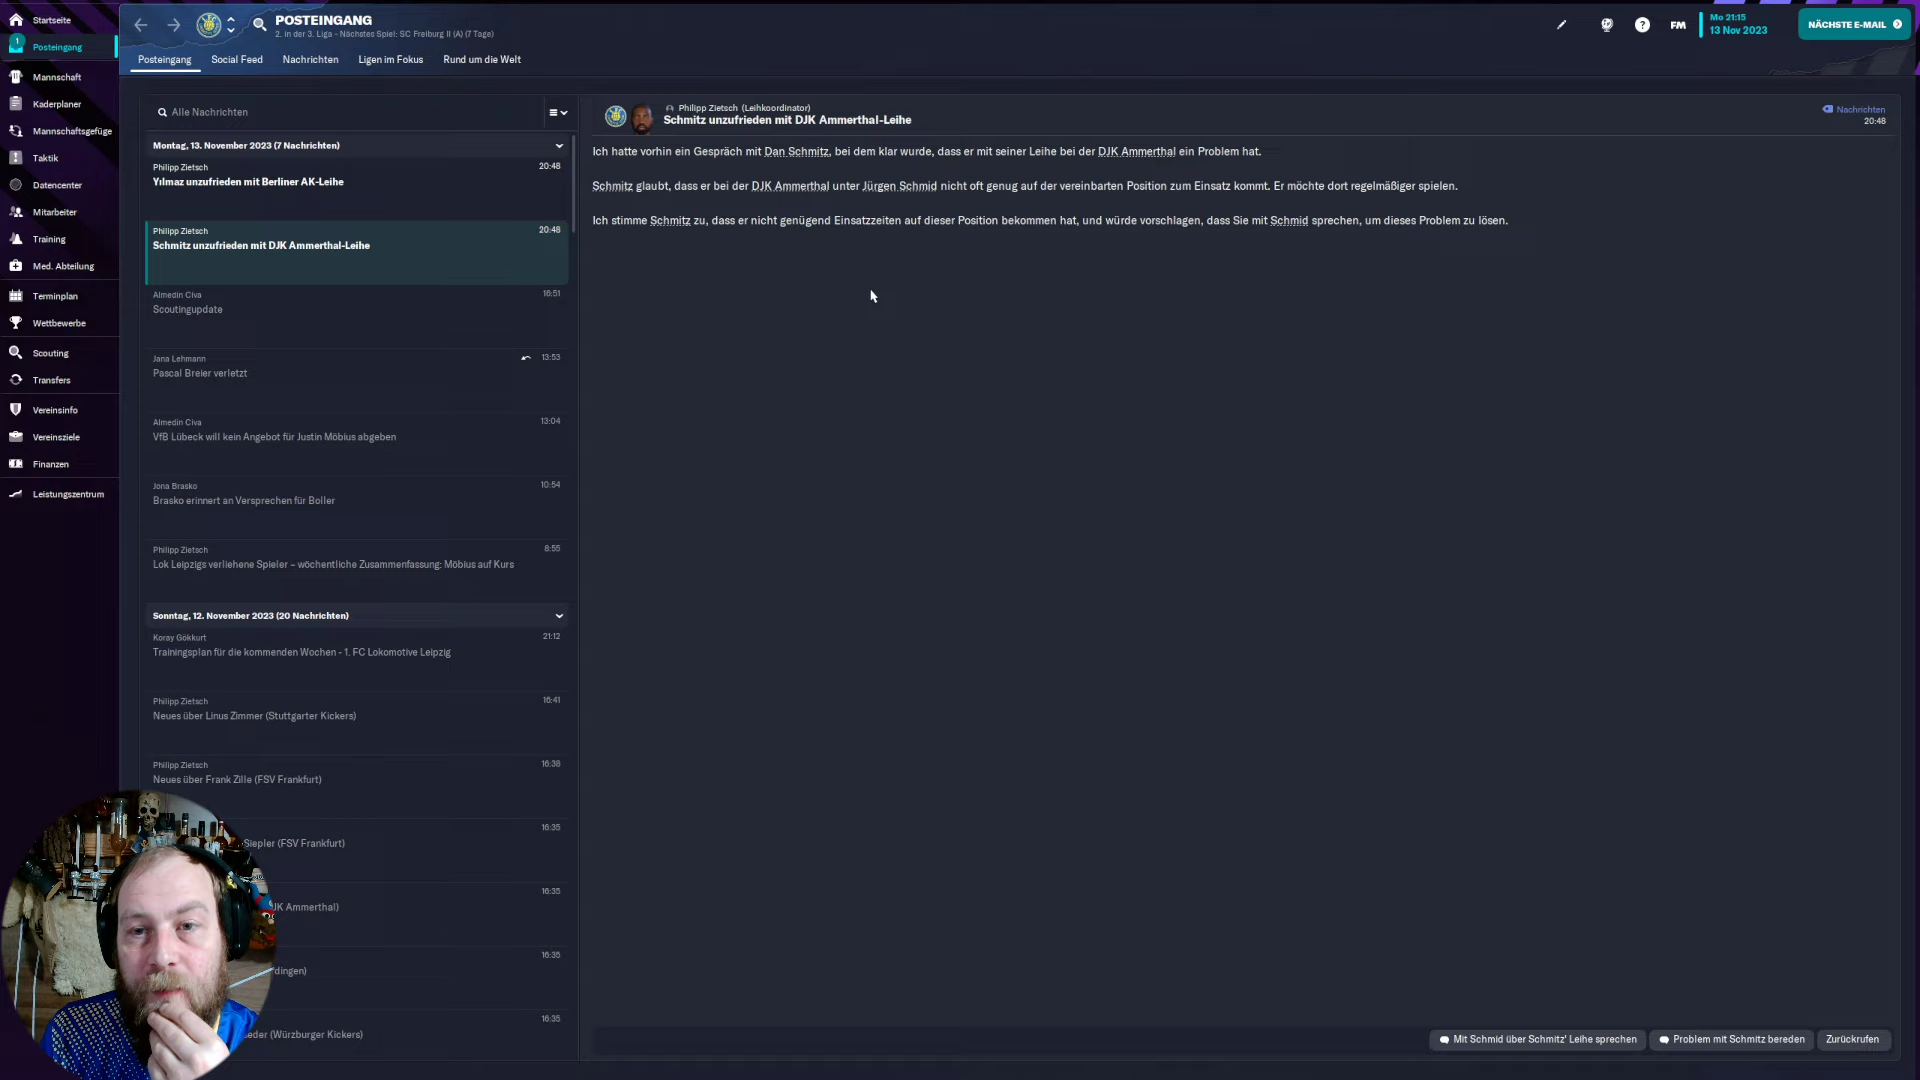 Startseite
1
Posteingang
Mannschaft
Kaderplaner
Mannschaftsgefüge
Taktik
Datencenter
Mitarbeiter
Training
Med. Abteilung
Terminplan
Wettbewerbe
Scouting
Transfers
Vereinsinfo
Vereinsziele
Finanzen
Leistungszentrum
POSTEINGANG
2. in der 3. Liga - Nächstes Spiel: SC Freiburg II (A) (7 Tage)
FM
Mo 21:15
13 Nov 2023
NÄCHSTE E-MAIL
Posteingang Social Feed Nachrichten Ligen im Fokus Rund um die Welt
Alle Nachrichten
Montag, 13. November 2023 (7 Nachrichten)
Philipp Zietsch 20:48
Yılmaz unzufrieden mit Berliner AK-Leihe
Philipp Zietsch 20:48
Schmitz unzufrieden mit DJK Ammerthal-Leihe
Almedin Civa 16:51
Scoutingupdate
Jana Lehmann 13:53
Pascal Breier verletzt
Almedin Civa 13:04
VfB Lübeck will kein Angebot für Justin Möbius abgeben
Jona Brasko 10:54
Brasko erinnert an Versprechen für Boller
Philipp Zietsch 8:55
Lok Leipzigs verliehene Spieler – wöchentliche Zusammenfassung: Möbius auf Kurs
Sonntag, 12. November 2023 (20 Nachrichten)
Koray Gökkurt 21:12
Trainingsplan für die kommenden Wochen - 1. FC Lokomotive Leipzig
Philipp Zietsch 16:41
Neues über Linus Zimmer (Stuttgarter Kickers)
Philipp Zietsch 16:38
Neues über Frank Zille (FSV Frankfurt)
16:35
Siepler (FSV Frankfurt)
16:35
JK Ammerthal)
16:35
dingen)
16:35
eder (Würzburger Kickers)
Philipp Zietsch (Leihkoordinator)
Schmitz unzufrieden mit DJK Ammerthal-Leihe
Nachrichten
20:48
Ich hatte vorhin ein Gespräch mit Dan Schmitz, bei dem klar wurde, dass er mit seiner Leihe bei der DJK Ammerthal ein Problem hat.
Schmitz glaubt, dass er bei der DJK Ammerthal unter Jürgen Schmid nicht oft genug auf der vereinbarten Position zum Einsatz kommt. Er möchte dort regelmäßiger spielen.
Ich stimme Schmitz zu, dass er nicht genügend Einsatzzeiten auf dieser Position bekommen hat, und würde vorschlagen, dass Sie mit Schmid sprechen, um dieses Problem zu lösen.
Mit Schmid über Schmitz' Leihe sprechen
Problem mit Schmitz bereden
Zurückrufen